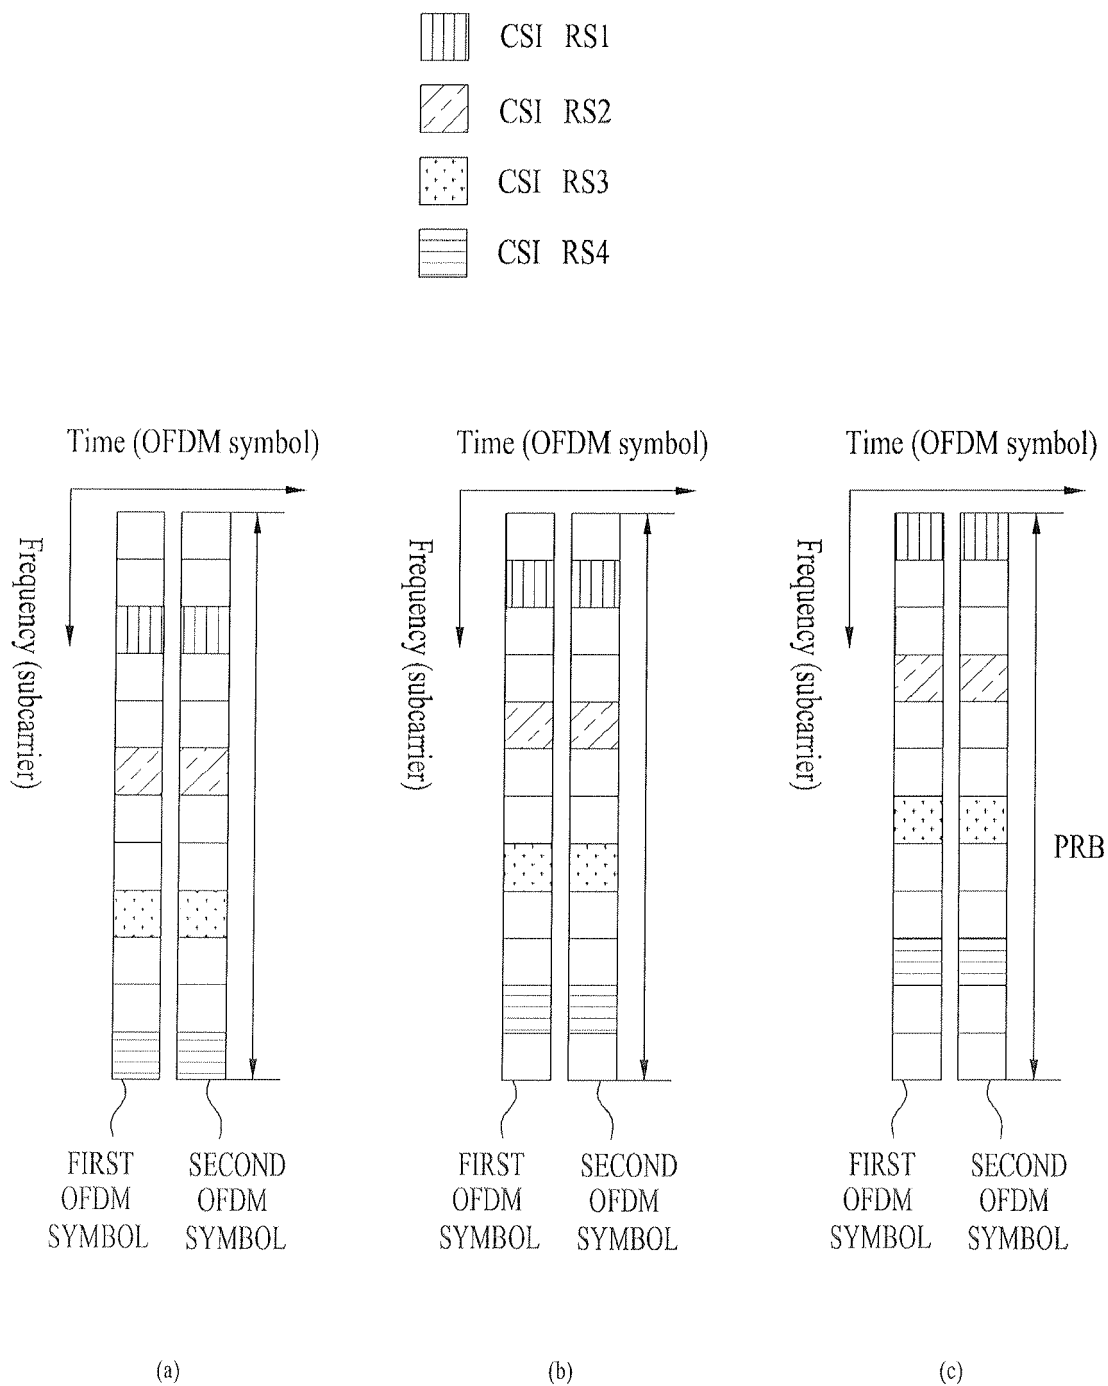 CSI RS1
CSI RS2
CSI RS3
CSI RS4
Time (OFDM symbol)
Frequency (subcarrier)
FIRST
OFDM
SYMBOL
SECOND
OFDM
SYMBOL
(a)
Time (OFDM symbol)
Frequency (subcarrier)
FIRST
OFDM
SYMBOL
SECOND
OFDM
SYMBOL
(b)
Time (OFDM symbol)
Frequency (subcarrier)
PRB
FIRST
OFDM
SYMBOL
SECOND
OFDM
SYMBOL
(c)